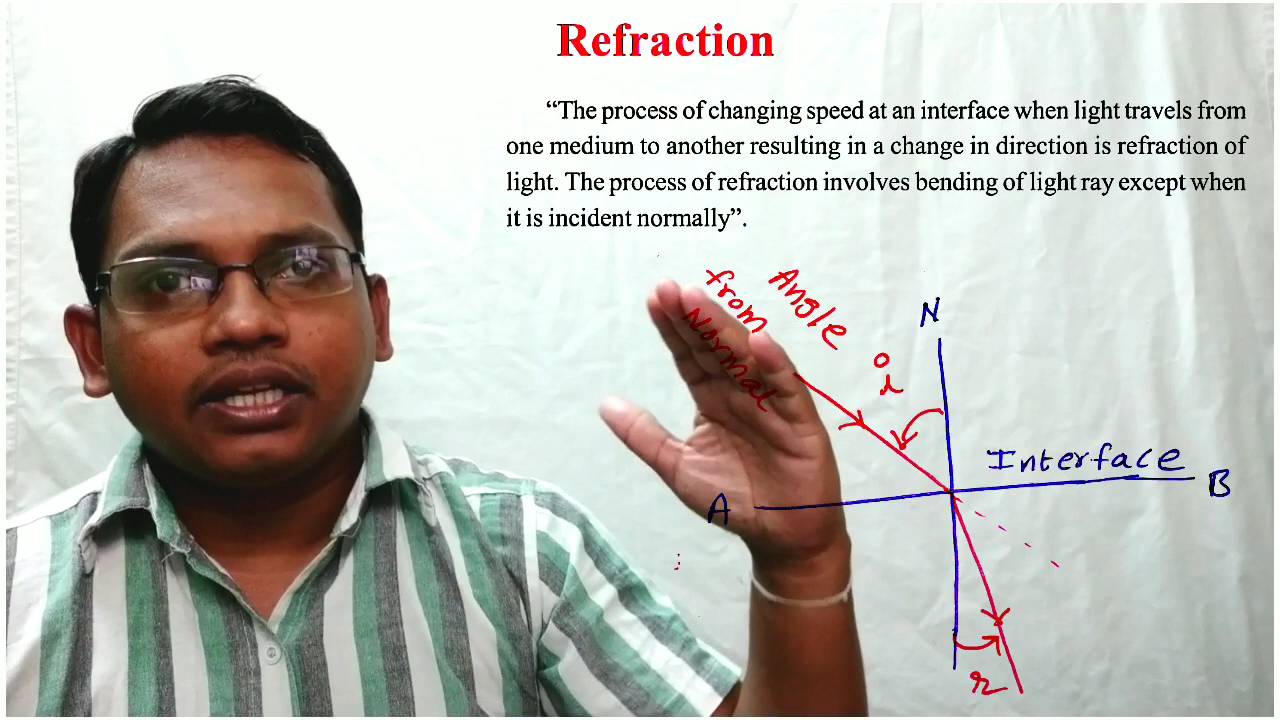 Refraction
“The process of changing speed at an interface when light travels from
one medium to another resulting in a change in direction is refraction of
light. The process of refraction involves bending of light ray except when
it is incident normally”.
Angle
from
Normal
N
i
Interface
A
B
r